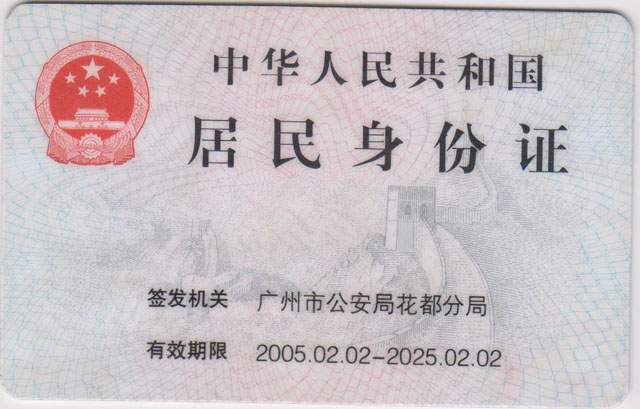 中华人民共和国
居民身份证
签发机关 广州市公安局花都分局
有效期限 2005.02.02-2025.02.02